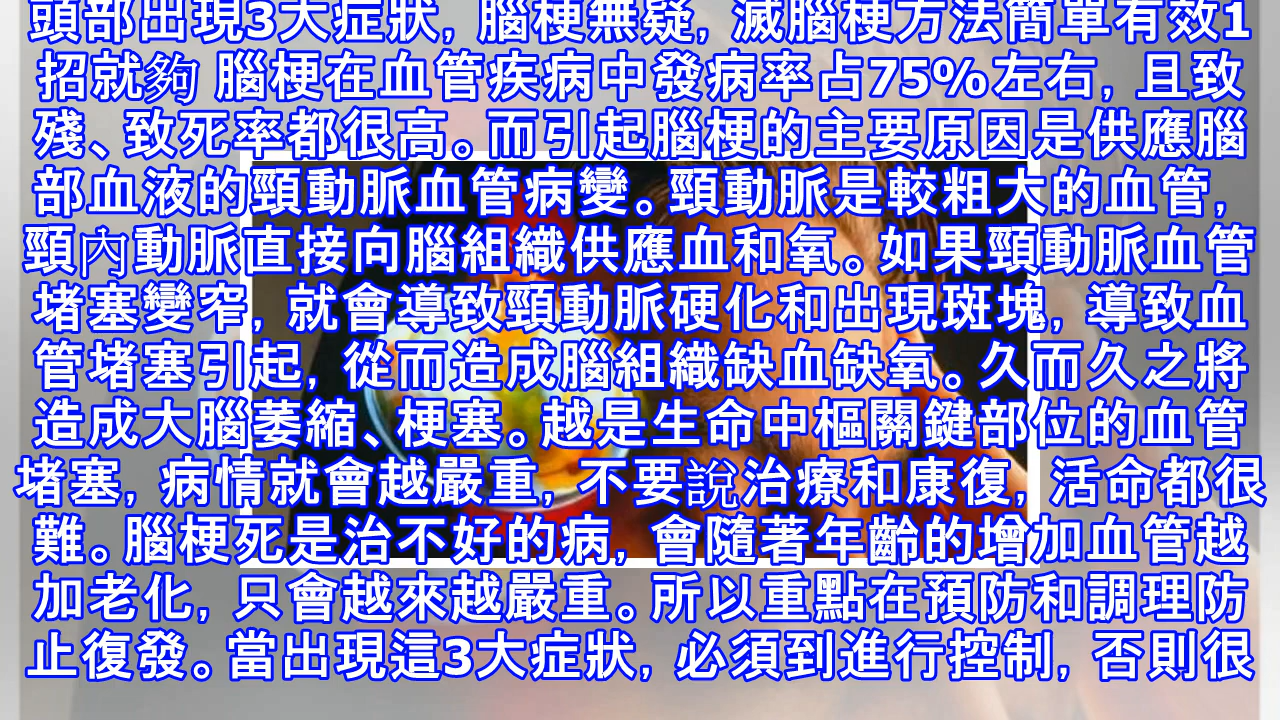 頭部出現3大症狀, 腦梗無疑, 滅腦梗方法簡單有效1
招就夠 腦梗在血管疾病中發病率占75%左右, 且致
殘、致死率都很高。而引起腦梗的主要原因是供應腦
部血液的頸動脈血管病變。頸動脈是較粗大的血管,
頸內動脈直接向腦組織供應血和氧。如果頸動脈血管
堵塞變窄, 就會導致頸動脈硬化和出現斑塊, 導致血
管堵塞引起, 從而造成腦組織缺血缺氧。久而久之將
造成大腦萎縮、梗塞。越是生命中樞關鍵部位的血管
堵塞, 病情就會越嚴重, 不要說治療和康復, 活命都很
難。腦梗死是治不好的病, 會隨著年齡的增加血管越
加老化, 只會越來越嚴重。所以重點在預防和調理防
止復發。當出現這3大症狀, 必須到進行控制, 否則很